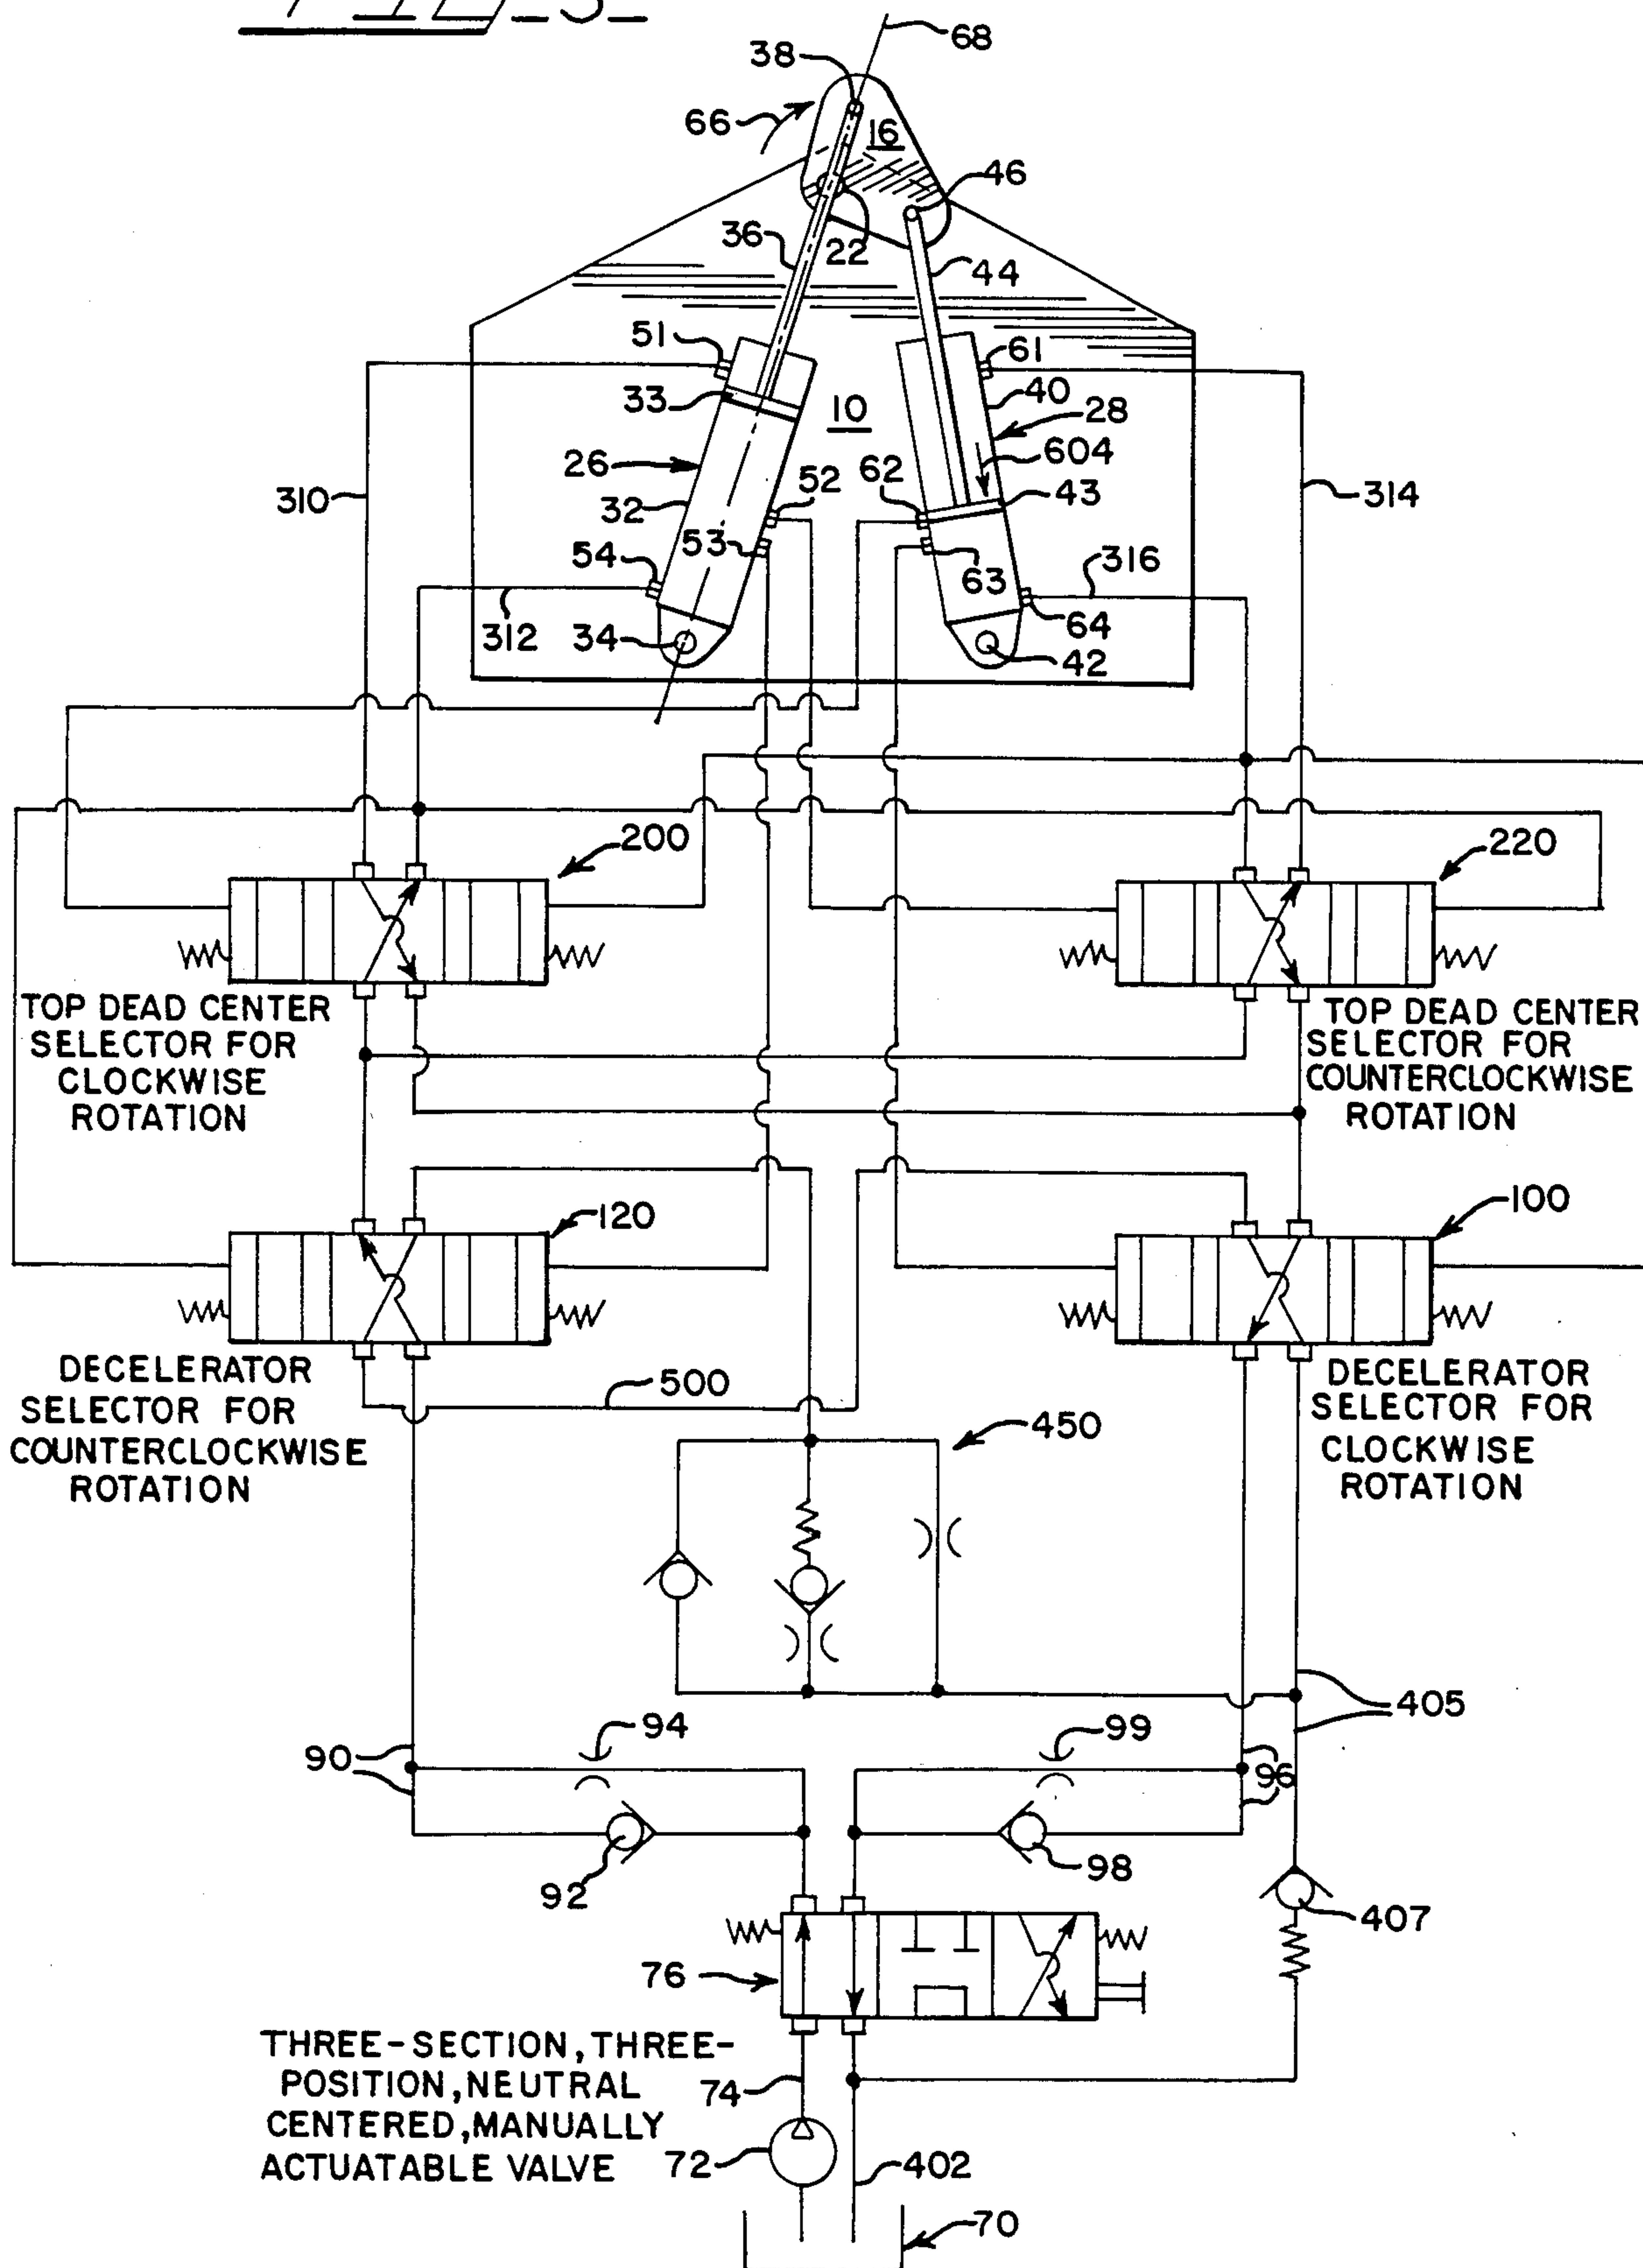 FIG_3_
68
38
66
16
46
36
22
44
51
61
33
10
40
28
26
62
604
52
43
310
32
314
53
54
63
316
312
34
64
42
200
220
TOP DEAD CENTER
SELECTOR FOR
CLOCKWISE
ROTATION
TOP DEAD CENTER
SELECTOR FOR
COUNTERCLOCKWISE
ROTATION
120
100
DECELERATOR
SELECTOR FOR
COUNTERCLOCKWISE
ROTATION
500
DECELERATOR
SELECTOR FOR
CLOCKWISE
ROTATION
450
405
94
99
90
96
92
98
407
76
THREE-SECTION, THREE-
POSITION, NEUTRAL
CENTERED, MANUALLY
ACTUATABLE VALVE
74
72
402
70